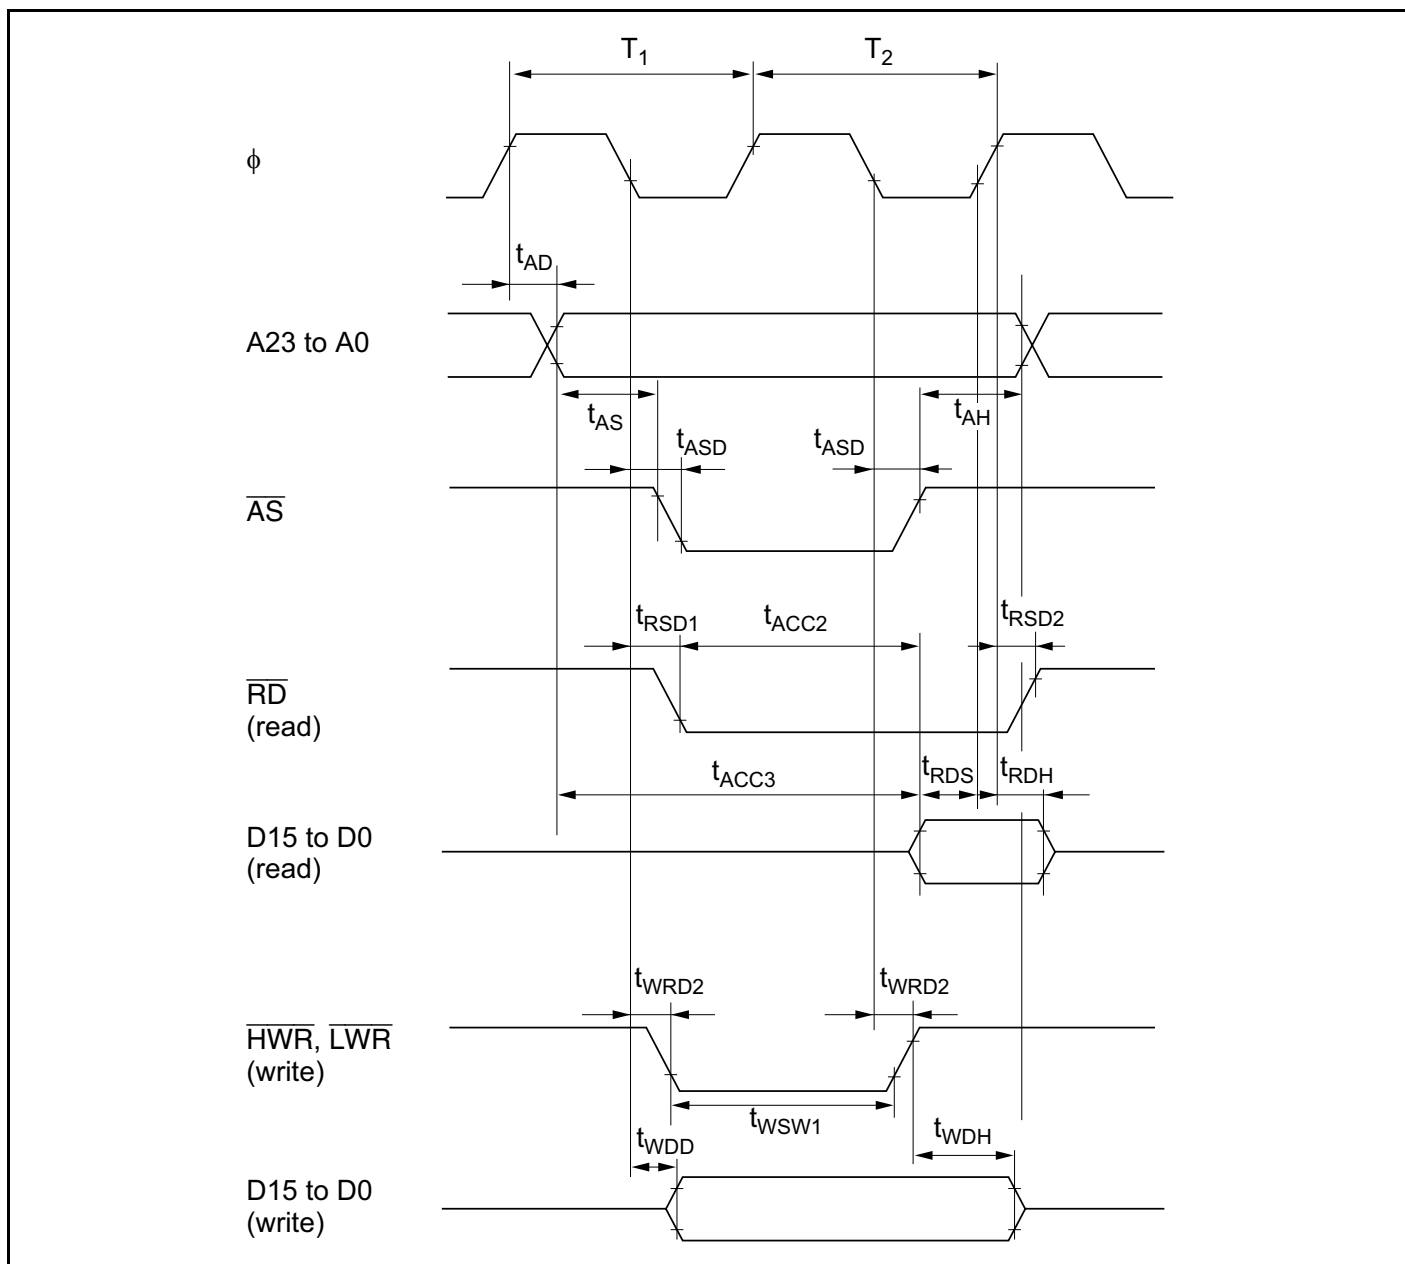 T1 T2
ϕ
tAD
A23 to A0
tAS tAH
tASD tASD
AS
tRSD1 tACC2 tRSD2
RD
(read)
tACC3 tRDS tRDH
D15 to D0
(read)
tWRD2 tWRD2
HWR, LWR
(write)
tWSW1
tWDD tWDH
D15 to D0
(write)